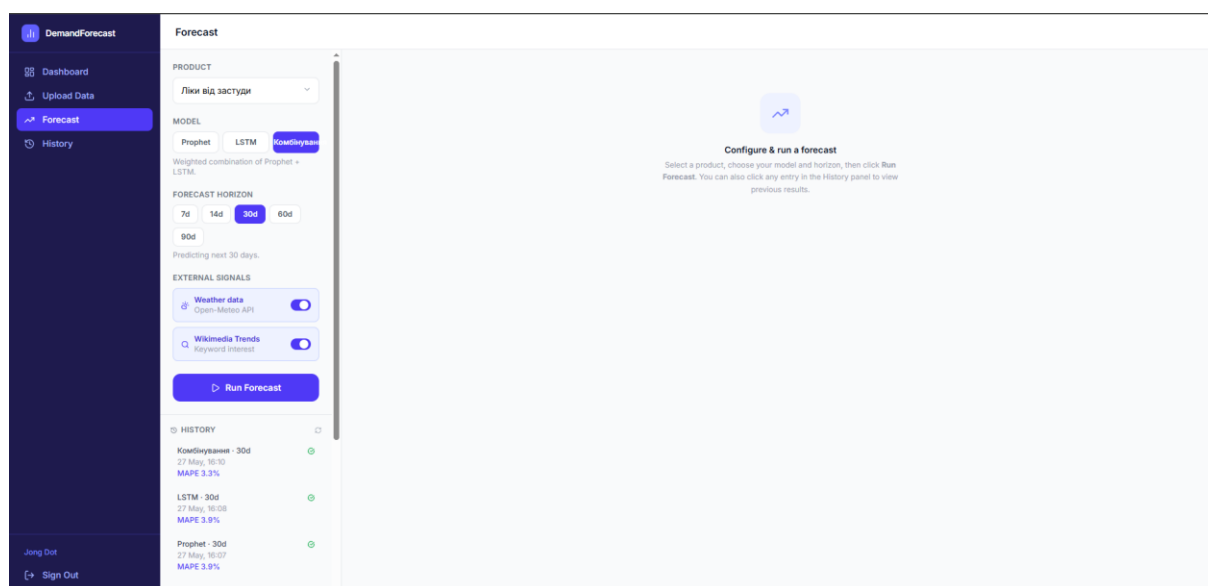 DemandForecast
Dashboard
Upload Data
Forecast
History
Jong Dot
Sign Out
Forecast
PRODUCT
Ліки від застуди
MODEL
Prophet LSTM Комбінуван
Weighted combination of Prophet +
LSTM.
FORECAST HORIZON
7d 14d 30d 60d
90d
Predicting next 30 days.
EXTERNAL SIGNALS
Weather data
Open-Meteo API
Wikimedia Trends
Keyword interest
Run Forecast
HISTORY
Комбінування · 30d
27 May, 16:10
MAPE 3.3%
LSTM · 30d
27 May, 16:08
MAPE 3.9%
Prophet · 30d
27 May, 16:07
MAPE 3.9%
Configure & run a forecast
Select a product, choose your model and horizon, then click Run
Forecast. You can also click any entry in the History panel to view
previous results.